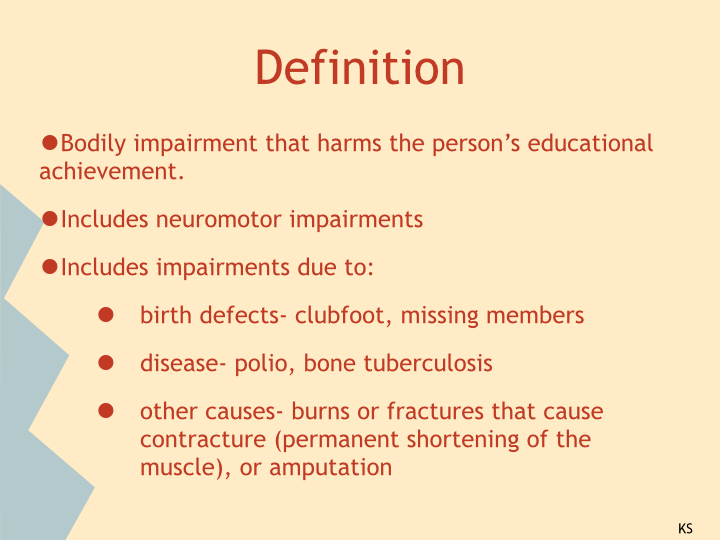 Definition
●Bodily impairment that harms the person’s educational
achievement.
●Includes neuromotor impairments
●Includes impairments due to:
● birth defects- clubfoot, missing members
● disease- polio, bone tuberculosis
● other causes- burns or fractures that cause
contracture (permanent shortening of the
muscle), or amputation
KS